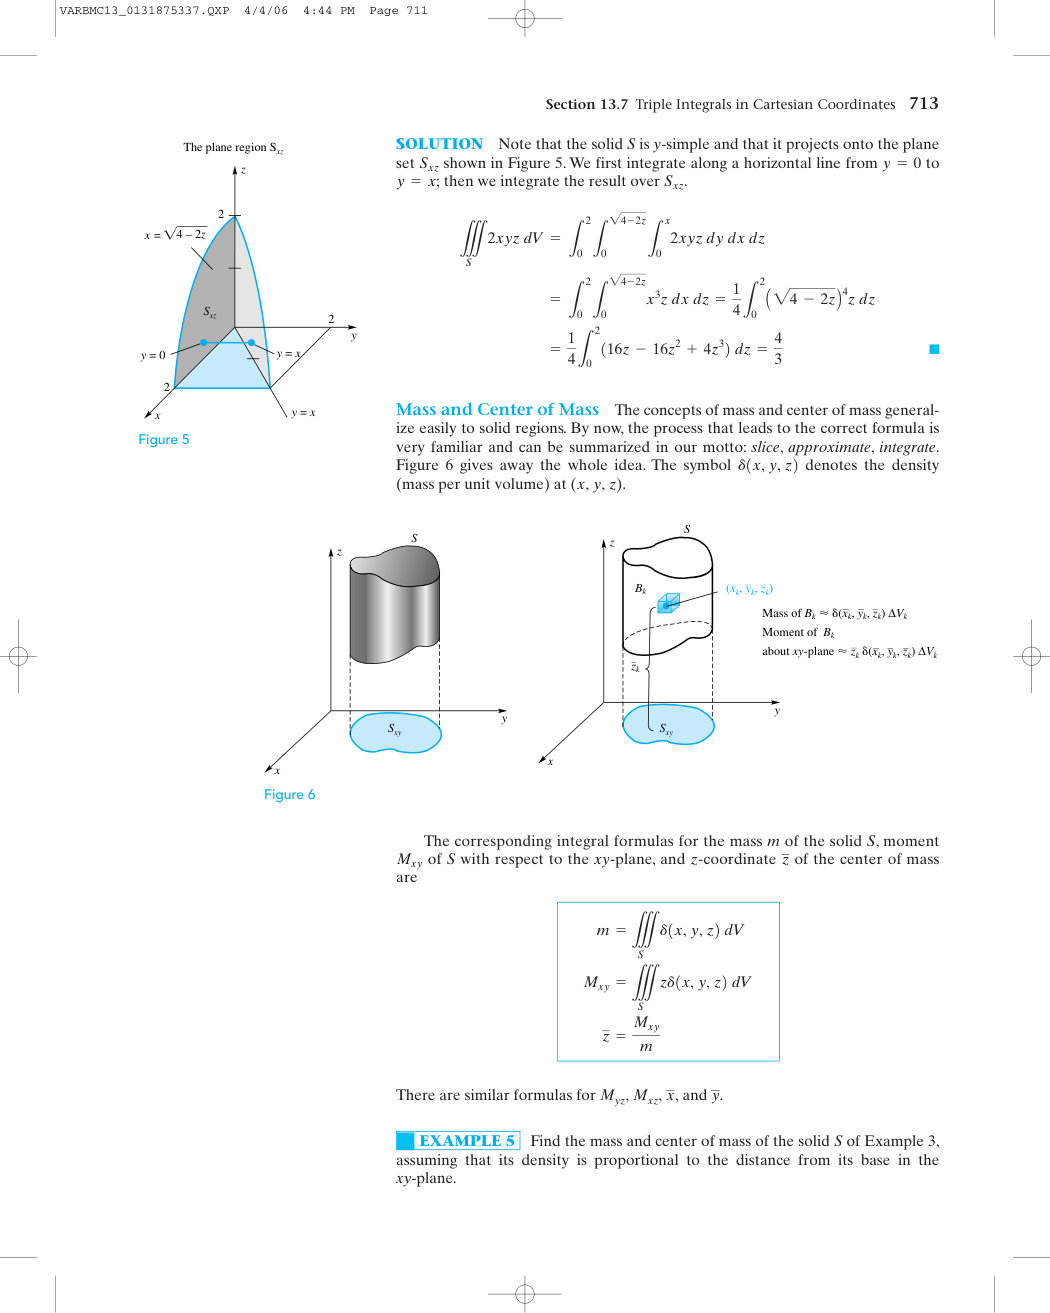 VARBMC13_0131875337.QXP 4/4/06 4:44 PM Page 711
Section 13.7 Triple Integrals in Cartesian Coordinates 713
The plane region S_xz
z
2
x = √(4 – 2z)
S_xz
2
y
y = 0
y = x
2
x
y = x
Figure 5
SOLUTION Note that the solid S is y-simple and that it projects onto the plane
set S_xz shown in Figure 5. We first integrate along a horizontal line from y = 0 to
y = x; then we integrate the result over S_xz.
∭_S 2xyz dV = ∫_0^2 ∫_0^√(4−2z) ∫_0^x 2xyz dy dx dz
= ∫_0^2 ∫_0^√(4−2z) x³z dx dz = 1/4 ∫_0^2 (√(4 − 2z))⁴ z dz
= 1/4 ∫_0^2 (16z − 16z² + 4z³) dz = 4/3
Mass and Center of Mass The concepts of mass and center of mass general-
ize easily to solid regions. By now, the process that leads to the correct formula is
very familiar and can be summarized in our motto: slice, approximate, integrate.
Figure 6 gives away the whole idea. The symbol δ(x, y, z) denotes the density
(mass per unit volume) at (x, y, z).
S
z
S_xy
y
x
Figure 6
S
z
B_k
(x̄_k, ȳ_k, z̄_k)
Mass of B_k ≈ δ(x̄_k, ȳ_k, z̄_k) ΔV_k
Moment of B_k
about xy-plane ≈ z̄_k δ(x̄_k, ȳ_k, z̄_k) ΔV_k
z̄_k
y
S_xy
x
The corresponding integral formulas for the mass m of the solid S, moment
M_xy of S with respect to the xy-plane, and z-coordinate z̄ of the center of mass
are
m = ∭_S δ(x, y, z) dV
M_xy = ∭_S zδ(x, y, z) dV
z̄ = M_xy / m
There are similar formulas for M_yz, M_xz, x̄, and ȳ.
EXAMPLE 5 Find the mass and center of mass of the solid S of Example 3,
assuming that its density is proportional to the distance from its base in the
xy-plane.